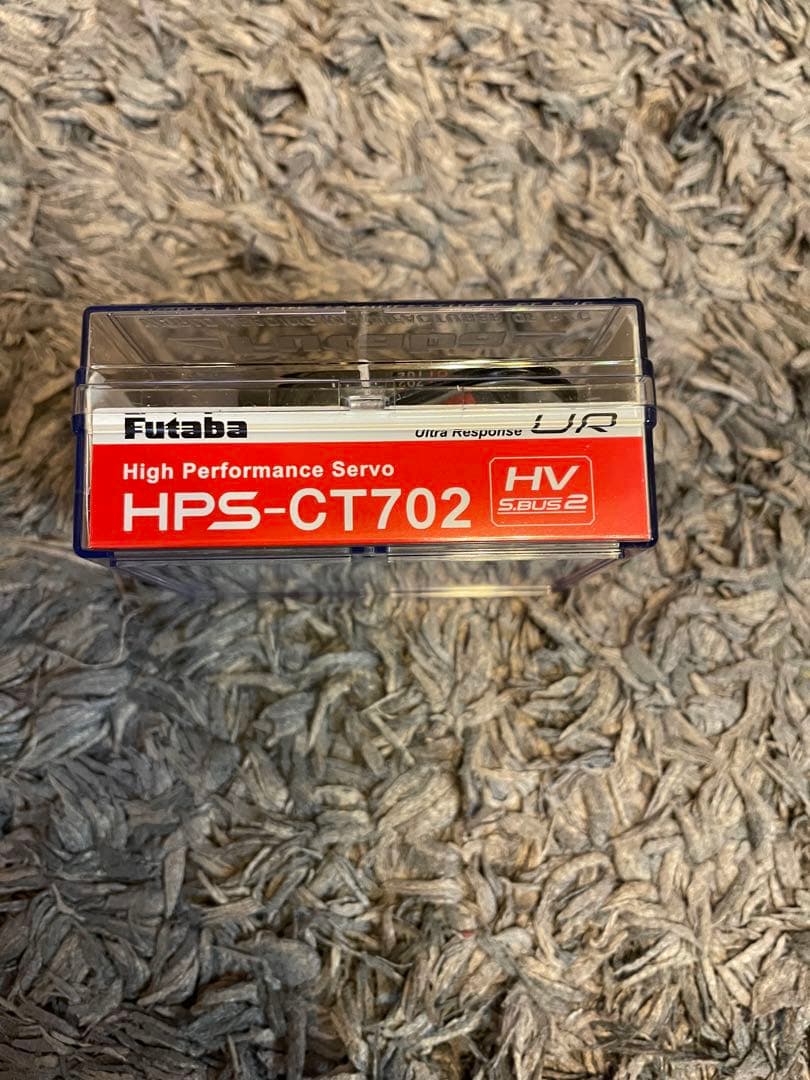 Futaba
Ultra Response UR
High Performance Servo
HPS-CT702
HV
S.BUS2